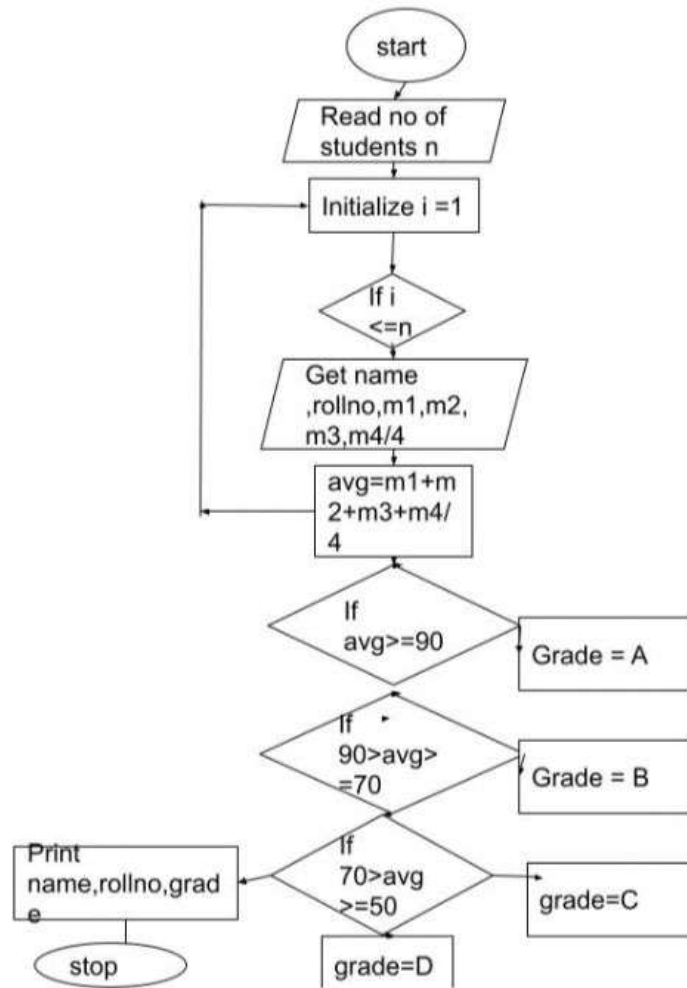 start
Read no of
students n
Initialize i =1
If i
<=n
Get name
,rollno,m1,m2,
m3,m4/4
avg=m1+m
2+m3+m4/
4
If
avg>=90
Grade = A
If
90>avg>
=70
Grade = B
If
70>avg
>=50
Print
name,rollno,grad
e
grade=C
stop
grade=D